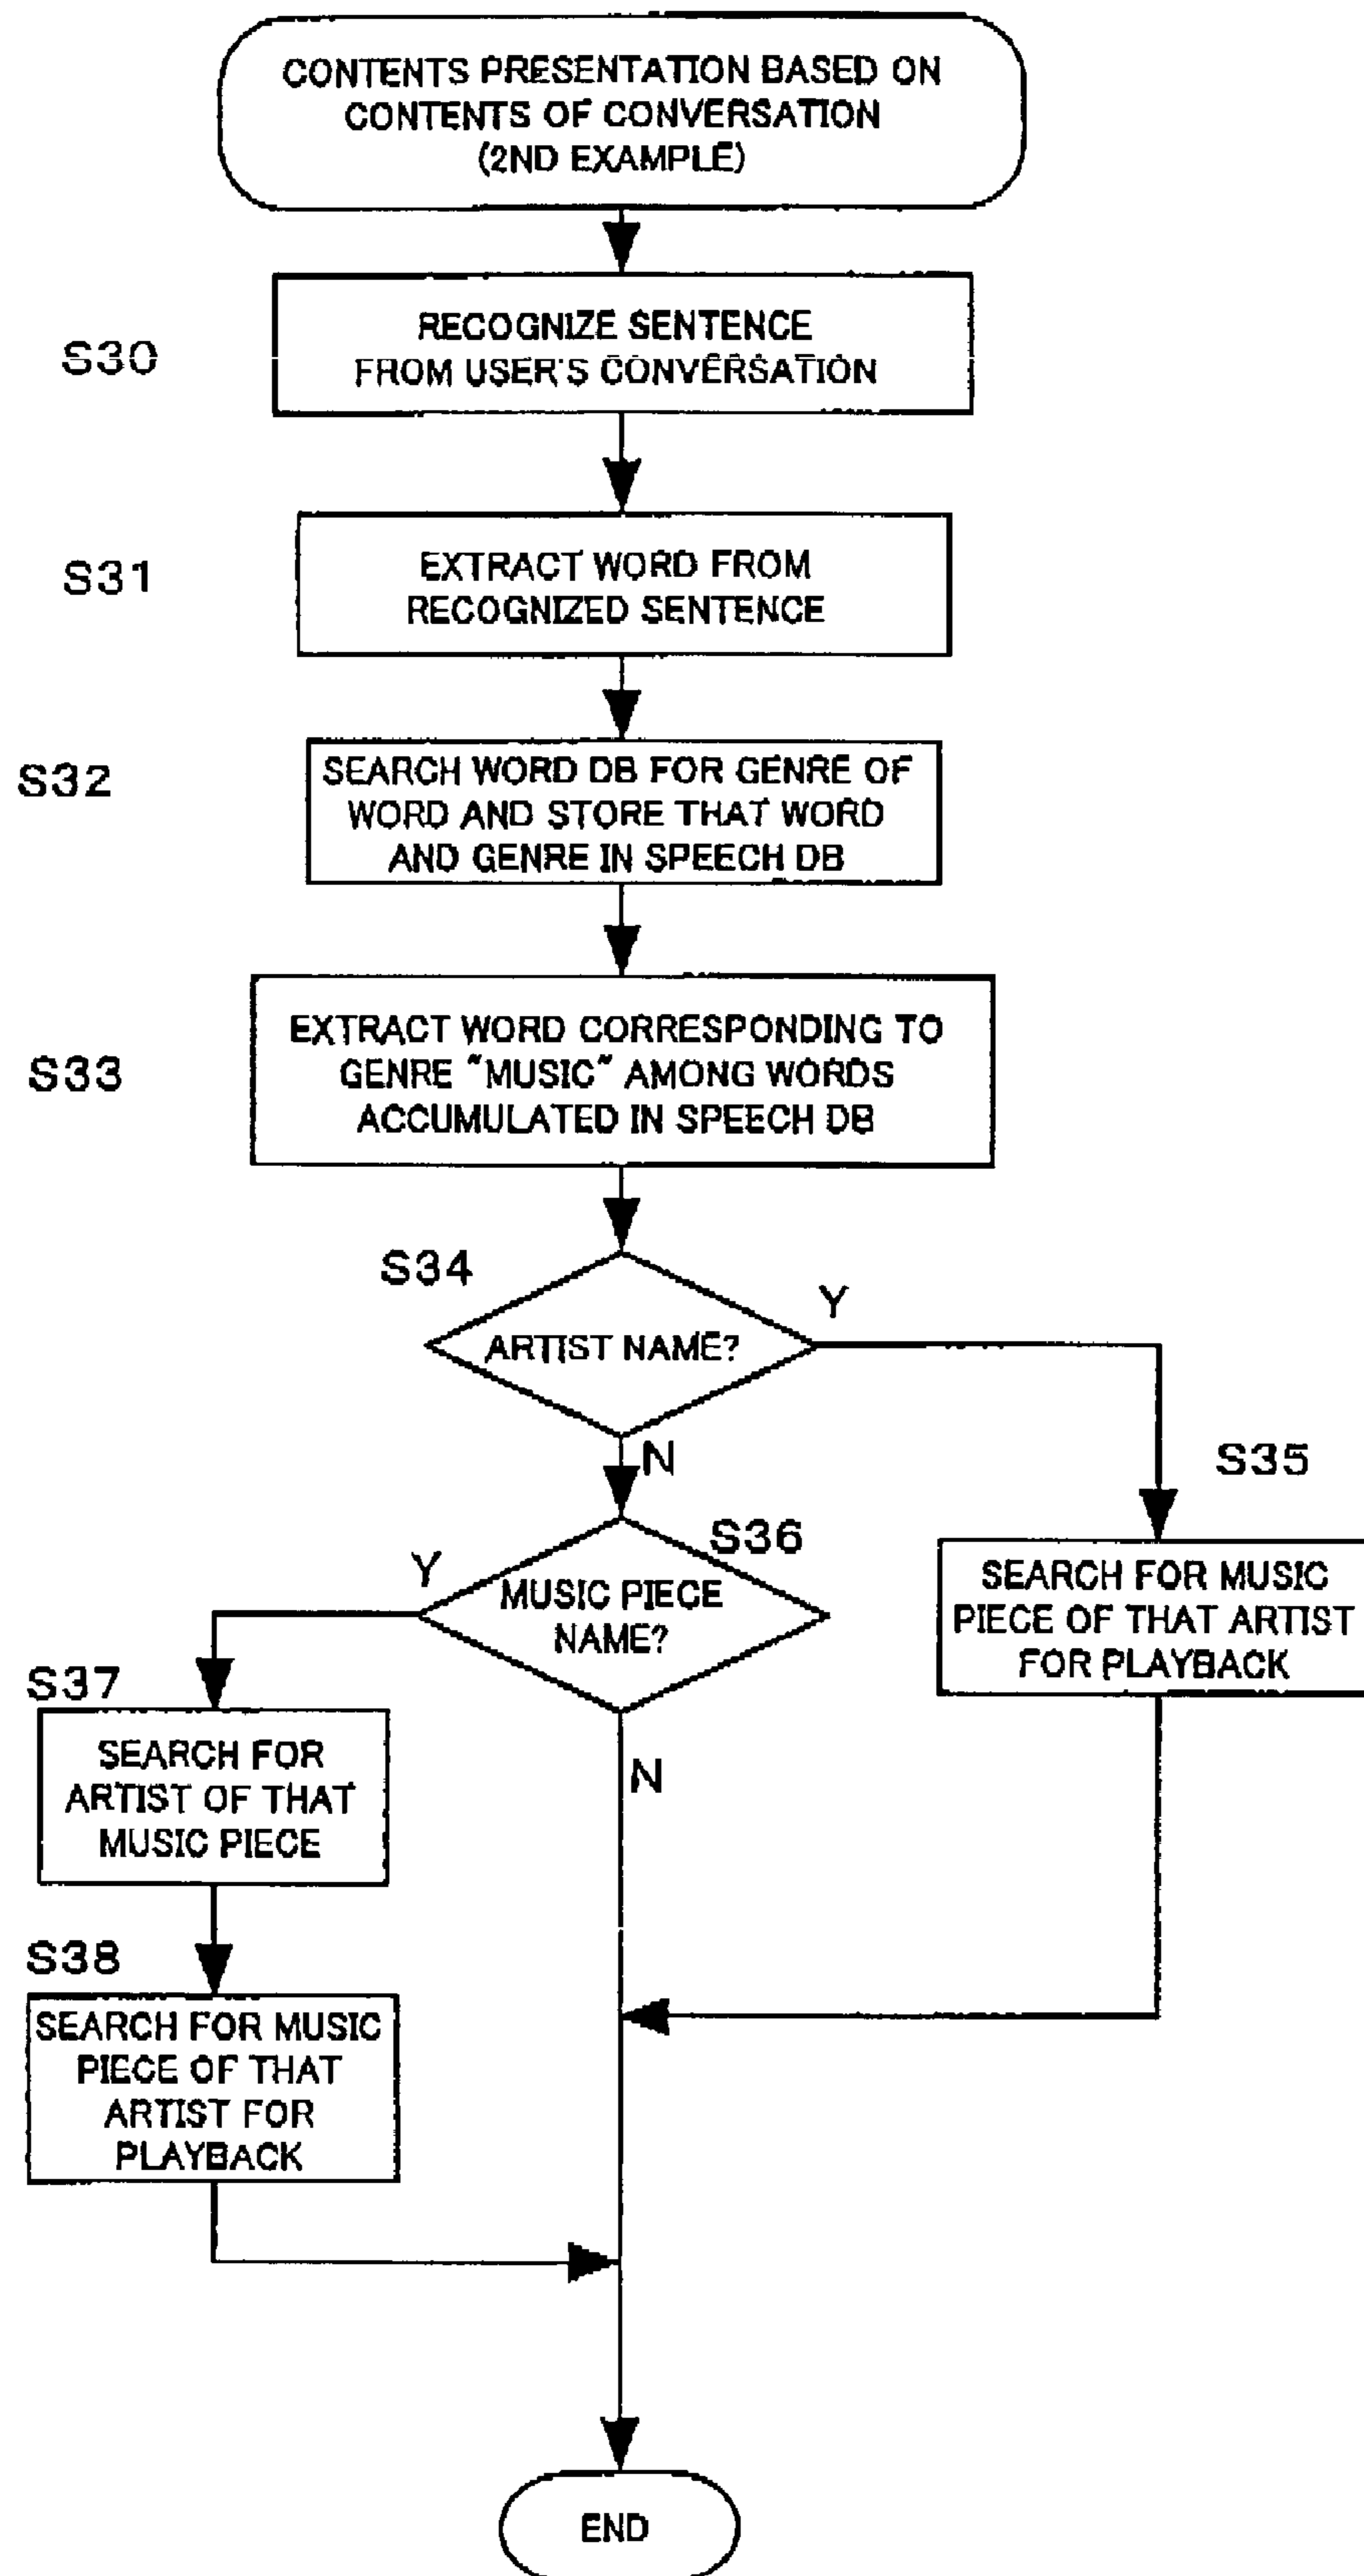 CONTENTS PRESENTATION BASED ON
CONTENTS OF CONVERSATION
(2ND EXAMPLE)
S30
RECOGNIZE SENTENCE
FROM USER'S CONVERSATION
S31
EXTRACT WORD FROM
RECOGNIZED SENTENCE
S32
SEARCH WORD DB FOR GENRE OF
WORD AND STORE THAT WORD
AND GENRE IN SPEECH DB
S33
EXTRACT WORD CORRESPONDING TO
GENRE "MUSIC" AMONG WORDS
ACCUMULATED IN SPEECH DB
S34
ARTIST NAME?
Y
N
S35
SEARCH FOR MUSIC
PIECE OF THAT ARTIST
FOR PLAYBACK
S36
MUSIC PIECE
NAME?
Y
N
S37
SEARCH FOR
ARTIST OF THAT
MUSIC PIECE
S38
SEARCH FOR MUSIC
PIECE OF THAT
ARTIST FOR
PLAYBACK
END